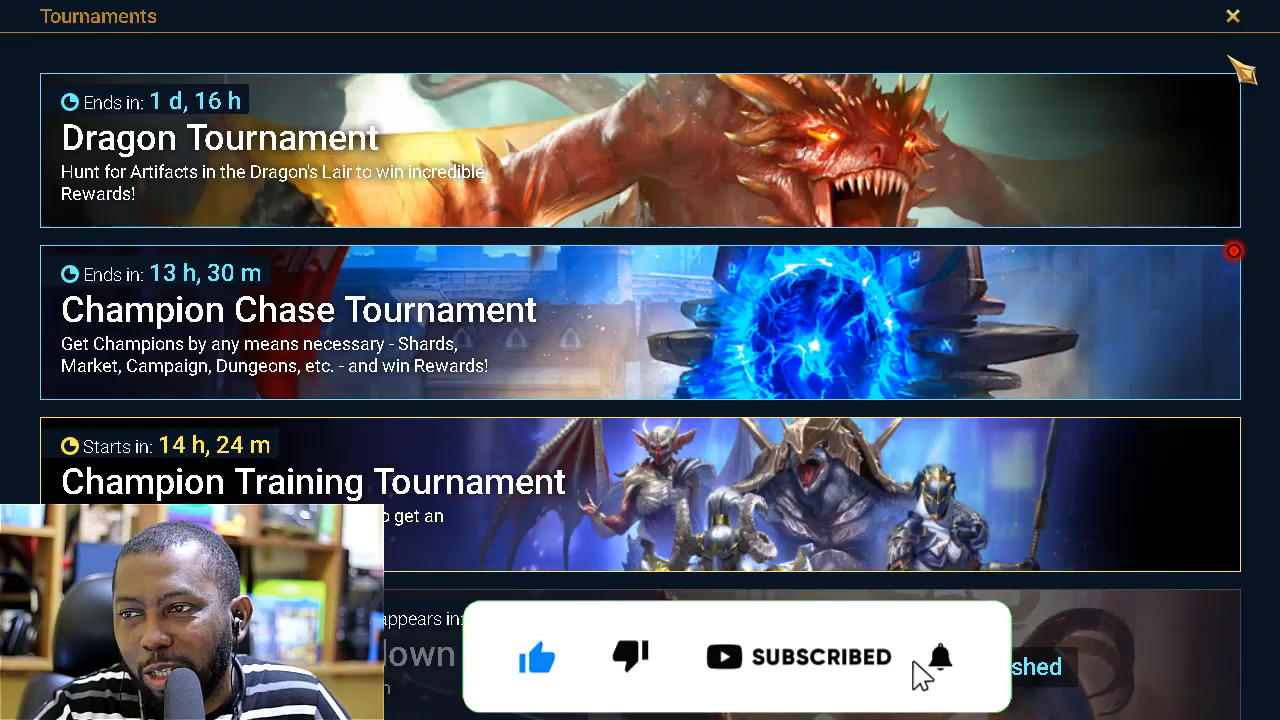 Tournaments
Ends in: 1 d, 16 h
Dragon Tournament
Hunt for Artifacts in the Dragon's Lair to win incredible
Rewards!
Ends in: 13 h, 30 m
Champion Chase Tournament
Get Champions by any means necessary - Shards,
Market, Campaign, Dungeons, etc. - and win Rewards!
Starts in: 14 h, 24 m
Champion Training Tournament
o get an
appears in:
down
shed
SUBSCRIBED